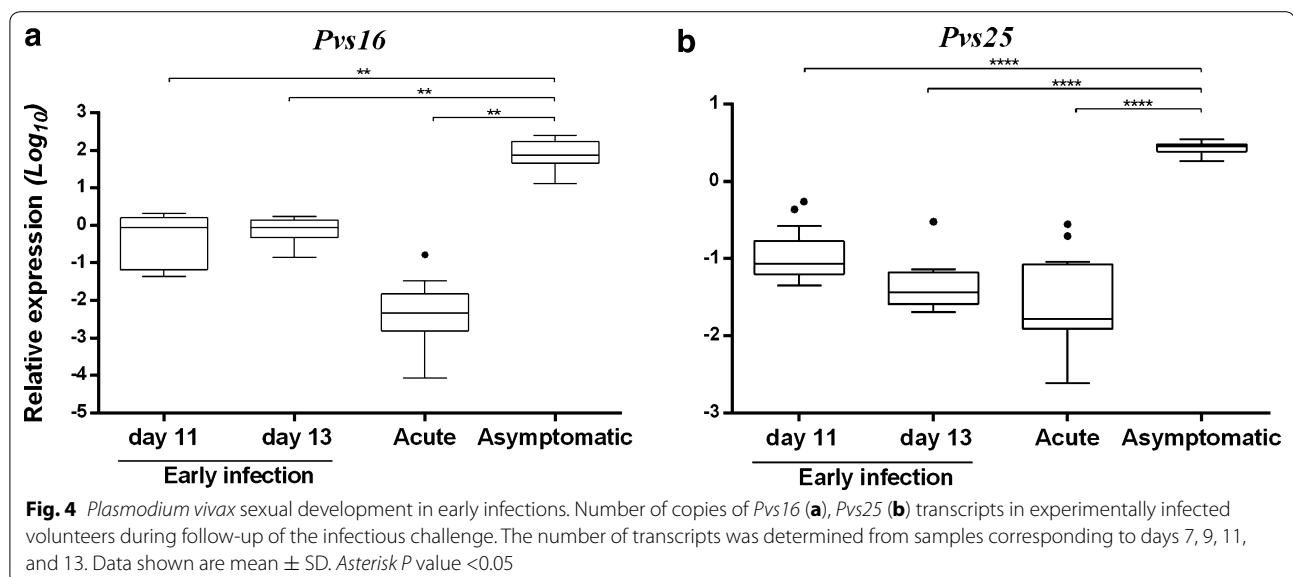 a
Pvs16
b
Pvs25
**
**
**
****
****
****
Relative expression (Log10)
3
2
1
0
-1
-2
-3
-4
-5
1
0
-1
-2
-3
day 11
day 13
Acute
Asymptomatic
Early infection
day 11
day 13
Acute
Asymptomatic
Early infection
Fig. 4 Plasmodium vivax sexual development in early infections. Number of copies of Pvs16 (a), Pvs25 (b) transcripts in experimentally infected
volunteers during follow-up of the infectious challenge. The number of transcripts was determined from samples corresponding to days 7, 9, 11,
and 13. Data shown are mean ± SD. Asterisk P value <0.05